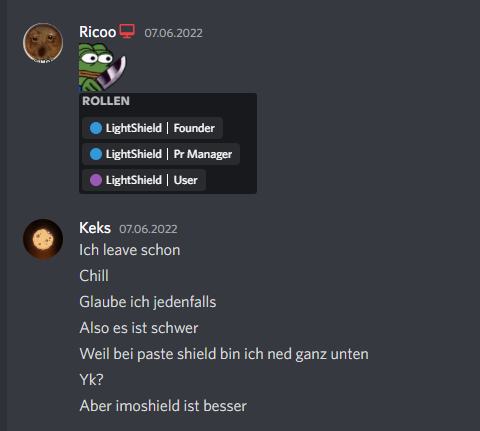 Ricoo 07.06.2022
ROLLEN
LightShield | Founder
LightShield | Pr Manager
LightShield | User
Keks 07.06.2022
Ich leave schon
Chill
Glaube ich jedenfalls
Also es ist schwer
Weil bei paste shield bin ich ned ganz unten
Yk?
Aber imoshield ist besser